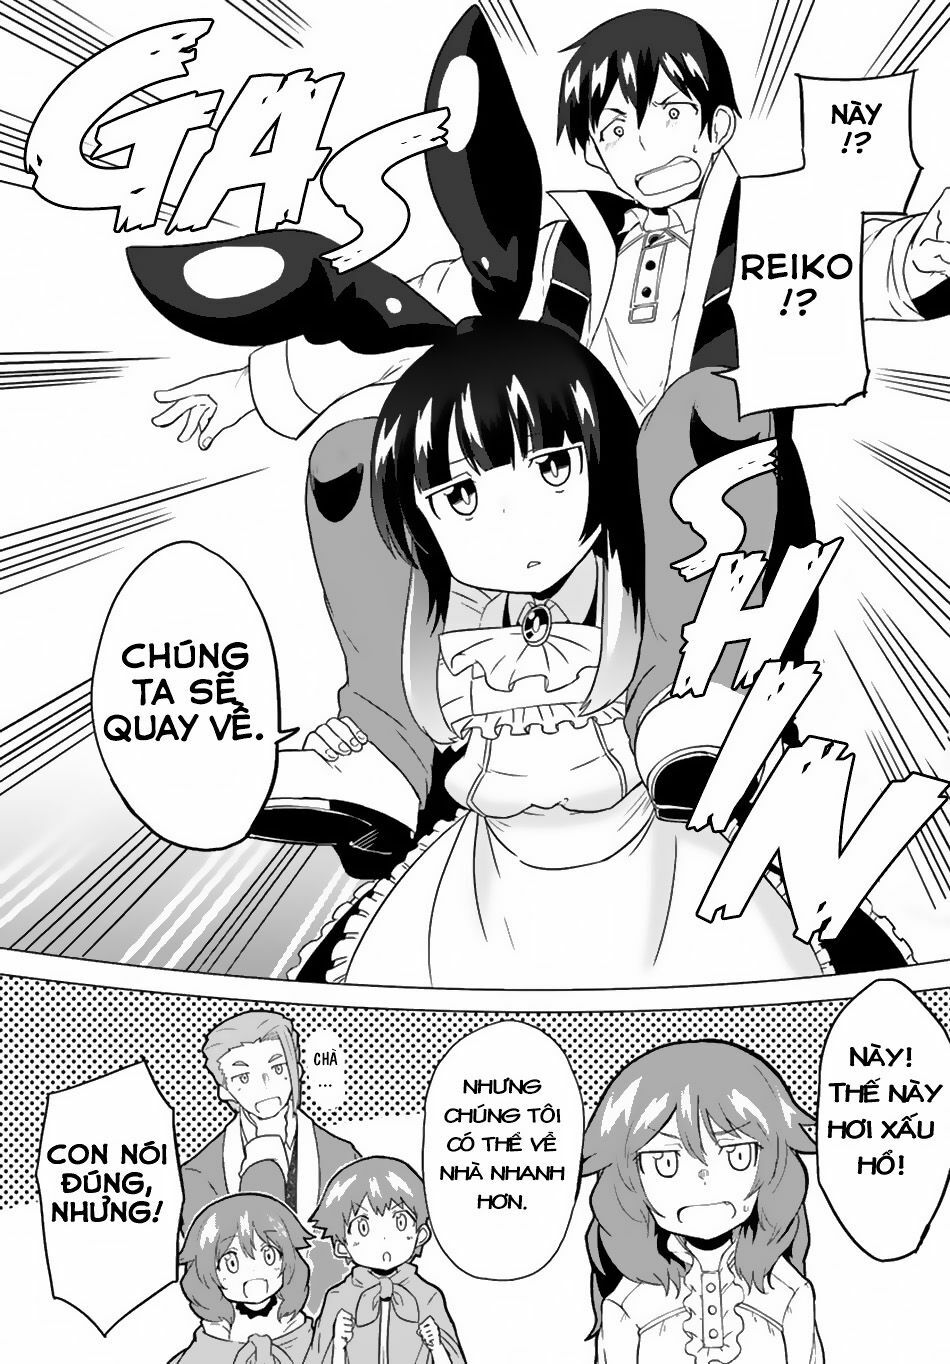 GAS
NÀY
!?
REIKO
!?
SHIN
CHÚNG
TA SẼ
QUAY VỀ.
NÀY!
THẾ NÀY
HƠI XẤU
HỔ!
NHƯNG
CHÚNG TÔI
CÓ THỂ VỀ
NHÀ NHANH
HƠN.
CHÀ
...
CON NÓI
ĐÚNG,
NHƯNG!